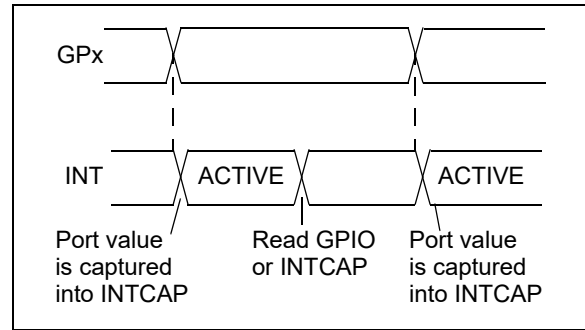 GPx
INT
ACTIVE
ACTIVE
Port value
is captured
into INTCAP
Read GPIO
or INTCAP
Port value
is captured
into INTCAP